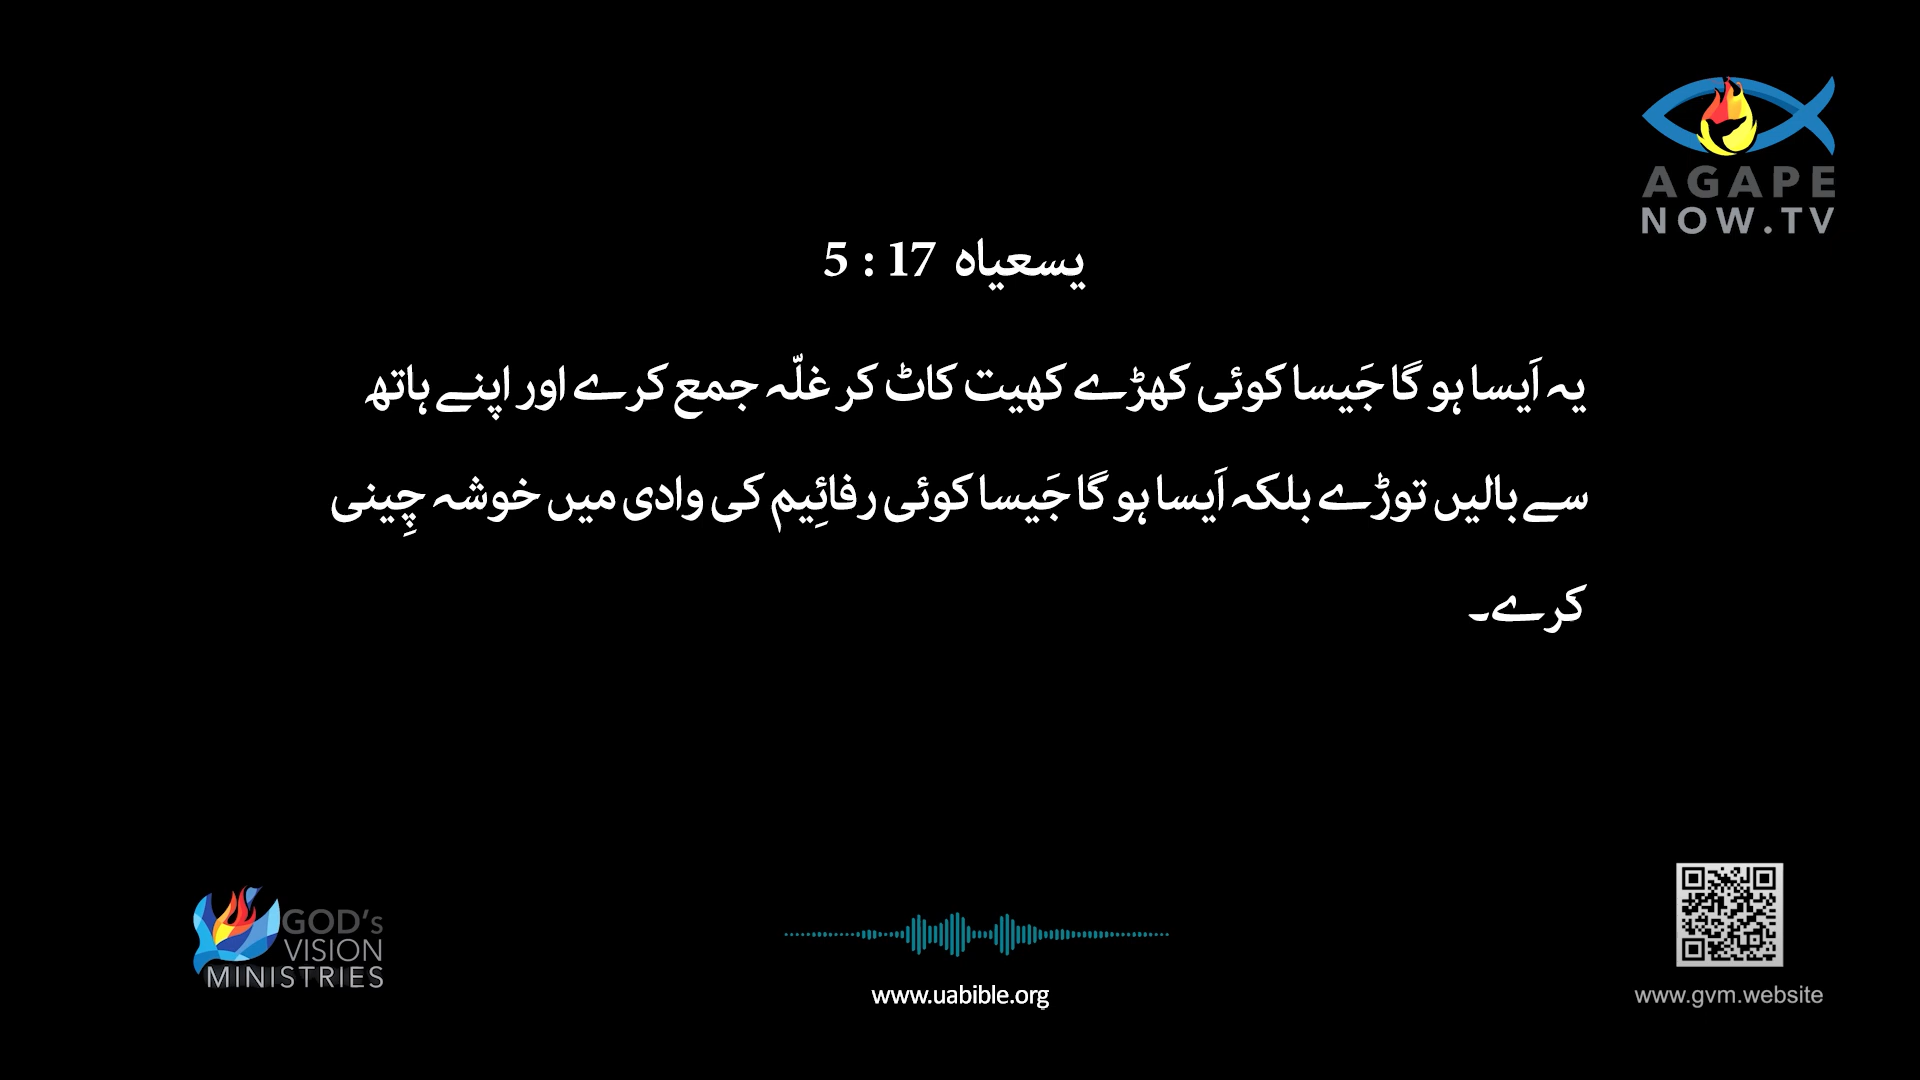 AGAPE
NOW.TV
یسعیاہ 17 : 5
یہ اَیسا ہو گا جَیسا کوئی کھڑے کھیت کاٹ کر غلّہ جمع کرے اور اپنے ہاتھ
سے بالیں توڑے بلکہ اَیسا ہو گا جَیسا کوئی رفائِیم کی وادی میں خوشہ چِینی
کرے۔
GOD's
VISION
MINISTRIES
www.uabible.org
www.gvm.website